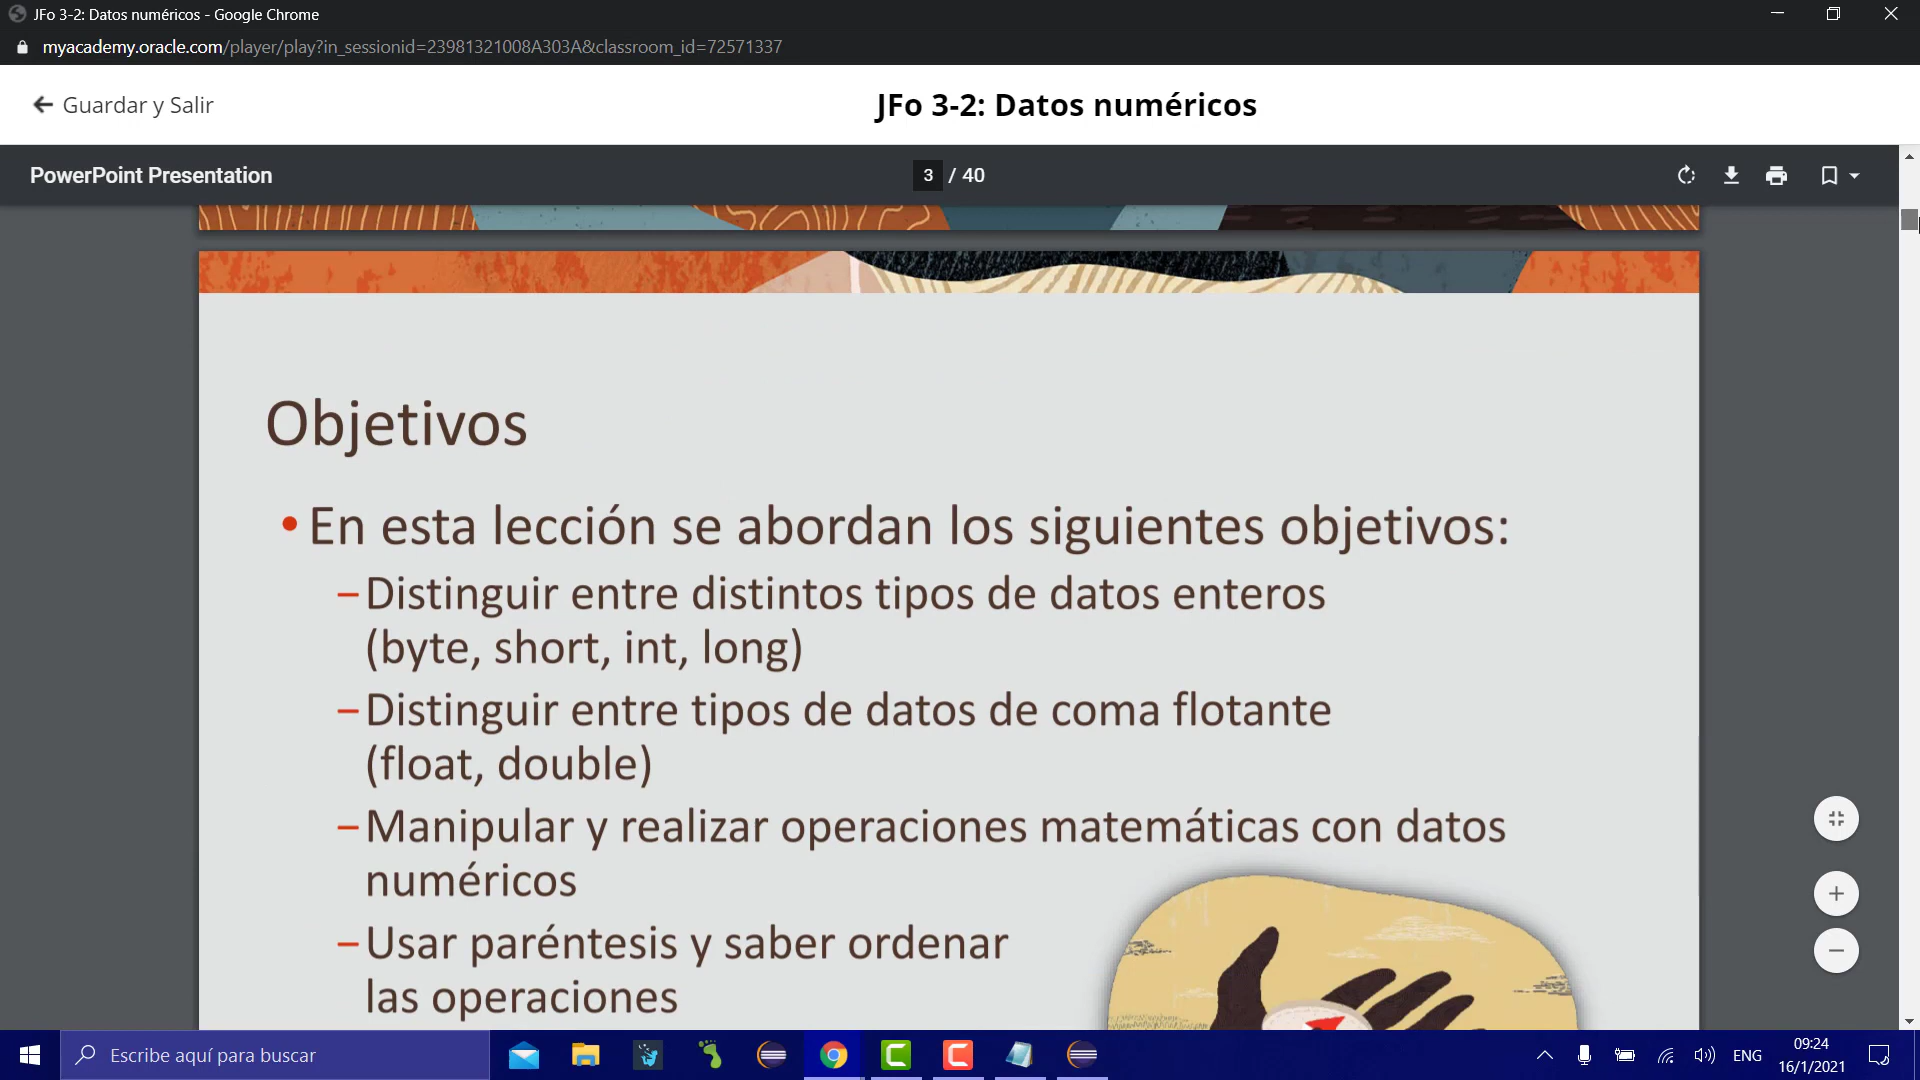 JFo 3-2: Datos numéricos - Google Chrome
myacademy.oracle.com/player/play?in_sessionid=23981321008A303A&classroom_id=72571337
Guardar y Salir
JFo 3-2: Datos numéricos
PowerPoint Presentation
3 / 40
Objetivos
• En esta lección se abordan los siguientes objetivos:
–Distinguir entre distintos tipos de datos enteros
(byte, short, int, long)
–Distinguir entre tipos de datos de coma flotante
(float, double)
–Manipular y realizar operaciones matemáticas con datos
numéricos
–Usar paréntesis y saber ordenar
las operaciones
Escribe aquí para buscar
ENG
09:24
16/1/2021